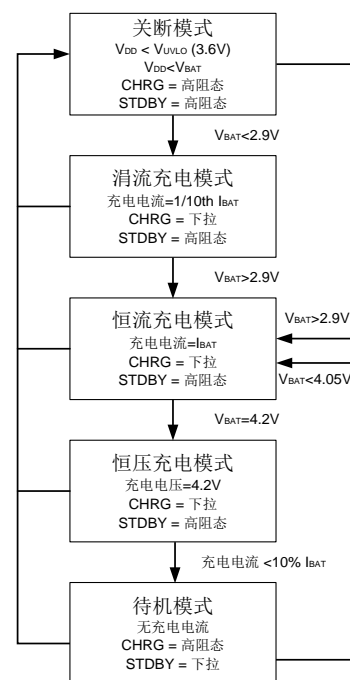 关断模式
VDD < VUVLO (3.6V)
VDD<VBAT
CHRG = 高阻态
STDBY = 高阻态
VBAT<2.9V
涓流充电模式
充电电流=1/10th IBAT
CHRG = 下拉
STDBY = 高阻态
VBAT>2.9V
恒流充电模式
充电电流=IBAT
CHRG = 下拉
STDBY = 高阻态
VBAT>2.9V
VBAT<4.05V
VBAT=4.2V
恒压充电模式
充电电压=4.2V
CHRG = 下拉
STDBY = 高阻态
充电电流 <10% IBAT
待机模式
无充电电流
CHRG = 高阻态
STDBY = 下拉